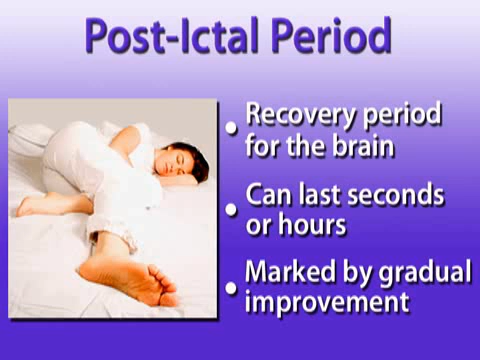 Post-Ictal Period
• Recovery period
for the brain
• Can last seconds
or hours
• Marked by gradual
improvement